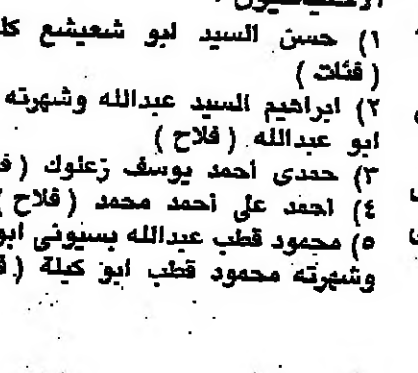 ١) حسن السيد ابو شعيشع
( فئات )
٢) ابراهيم السيد عبدالله وشهرته
ابو عبدالله ( فلاح )
٣) حمدى احمد يوسف زعلوك
٤) احمد على احمد محمد ( فلاح )
٥) محمود قطب عبدالله بسيونى
وشهرته محمود قطب ابو كيلة